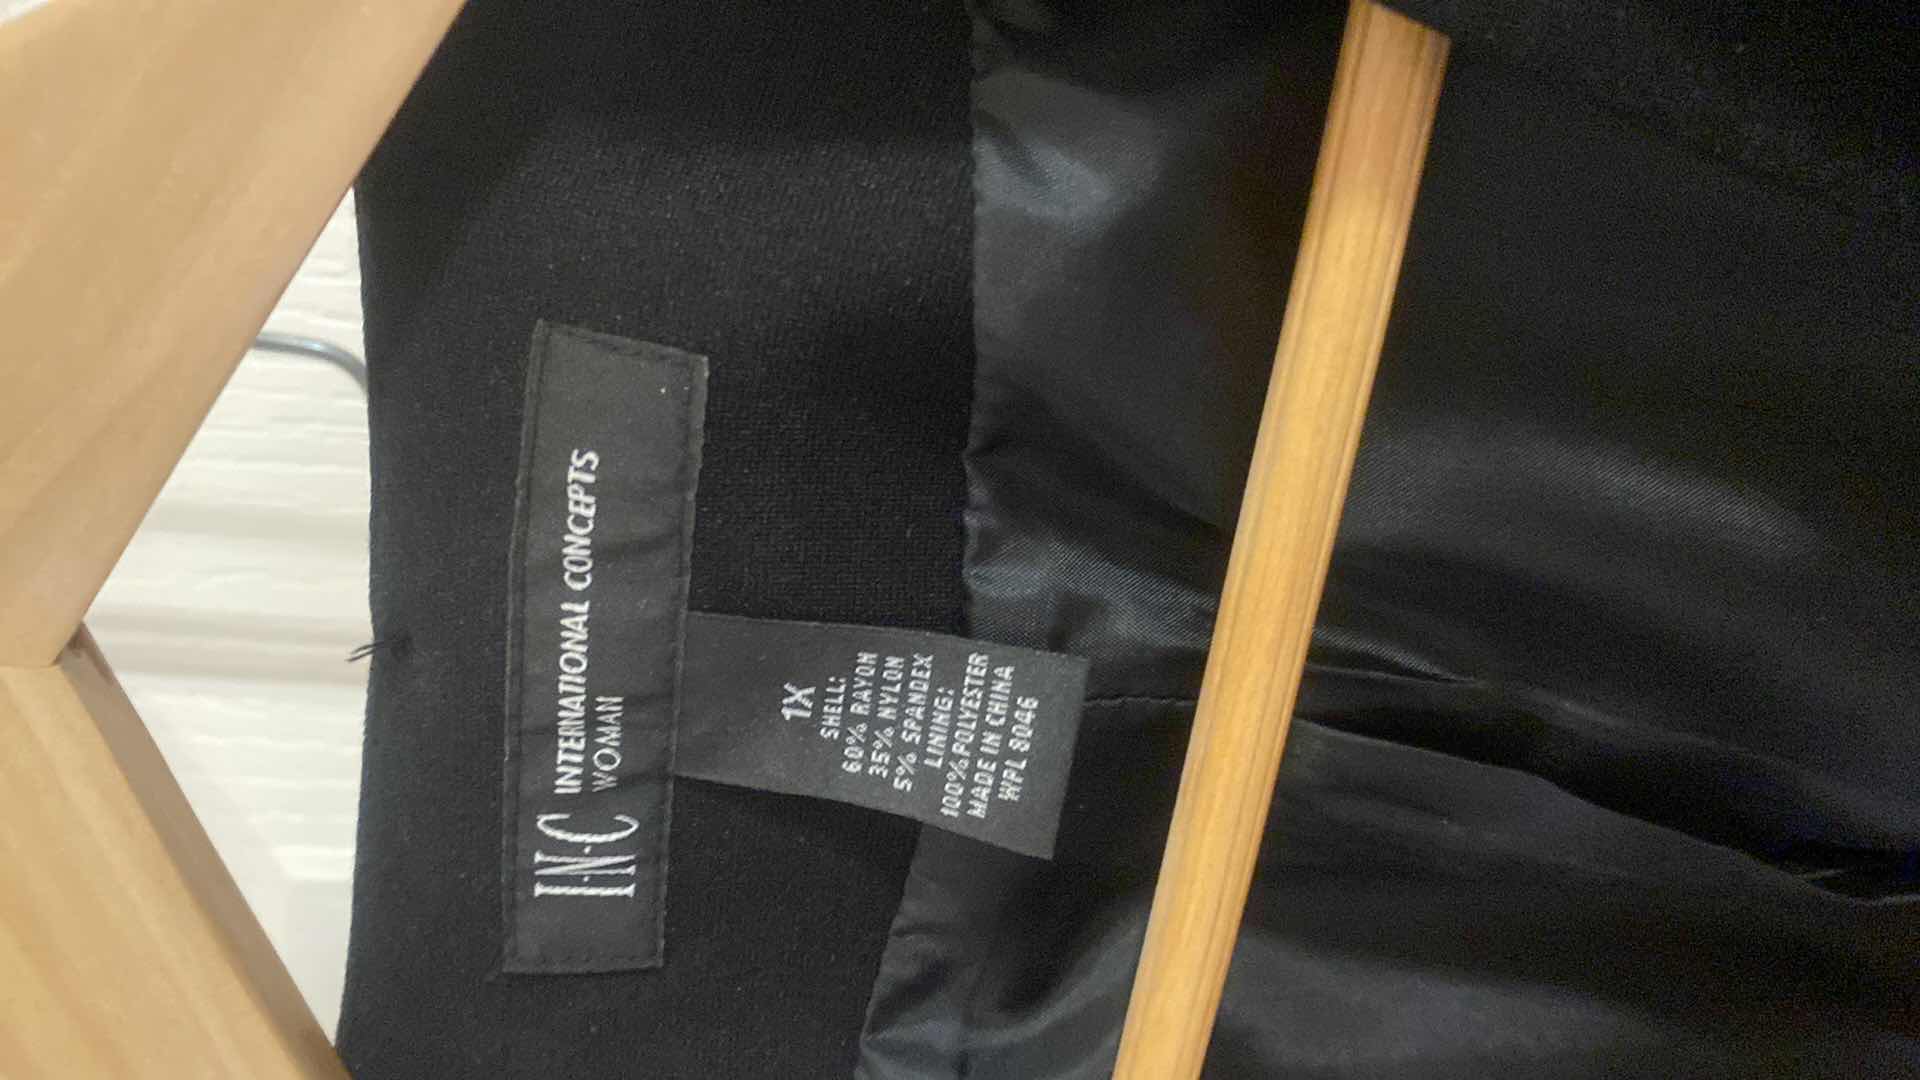 I·N·C INTERNATIONAL CONCEPTS
WOMAN
1X
SHELL:
60% RAYON
35% NYLON
5% SPANDEX
LINING:
100%POLYESTER
MADE IN CHINA
WPL 8046